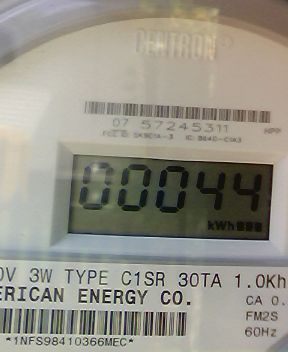 CENTRON®
07 57245311 HPP
00044
kWh
0V 3W TYPE C1SR 30TA 1.0Kh
ERICAN ENERGY CO.
CA 0.
FM2S
60Hz
*1NFS98410366MEC*